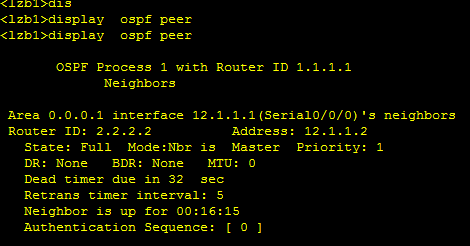 <lzb1>dis
<lzb1>display  ospf peer
<lzb1>display  ospf peer
OSPF Process 1 with Router ID 1.1.1.1
Neighbors
Area 0.0.0.1 interface 12.1.1.1(Serial0/0/0)'s neighbors
Router ID: 2.2.2.2          Address: 12.1.1.2
State: Full  Mode:Nbr is  Master  Priority: 1
DR: None   BDR: None   MTU: 0
Dead timer due in 32  sec
Retrans timer interval: 5
Neighbor is up for 00:16:15
Authentication Sequence: [ 0 ]